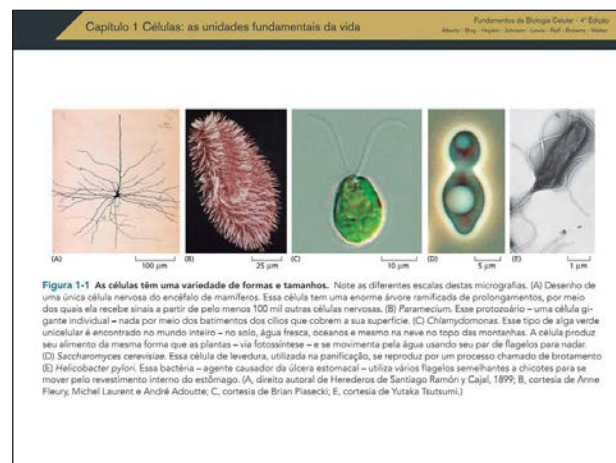 Capítulo 1 Células: as unidades fundamentais da vida
Fundamentos da Biologia Celular - 4ª Edição
Alberts · Bray · Hopkin · Johnson · Lewis · Raff · Roberts · Walter
(A)
100 μm
(B)
25 μm
(C)
10 μm
(D)
5 μm
(E)
1 μm
Figura 1-1 As células têm uma variedade de formas e tamanhos. Note as diferentes escalas destas micrografias. (A) Desenho de
uma única célula nervosa do encéfalo de mamíferos. Essa célula tem uma enorme árvore ramificada de prolongamentos, por meio
dos quais ela recebe sinais a partir de pelo menos 100 mil outras células nervosas. (B) Paramecium. Esse protozoário – uma célula gi-
gante individual – nada por meio dos batimentos dos cílios que cobrem a sua superfície. (C) Chlamydomonas. Esse tipo de alga verde
unicelular é encontrado no mundo inteiro – no solo, água fresca, oceanos e mesmo na neve no topo das montanhas. A célula produz
seu alimento da mesma forma que as plantas – via fotossíntese – e se movimenta pela água usando seu par de flagelos para nadar.
(D) Saccharomyces cerevisiae. Essa célula de levedura, utilizada na panificação, se reproduz por um processo chamado de brotamento
(E) Helicobacter pylori. Essa bactéria – agente causador da úlcera estomacal – utiliza vários flagelos semelhantes a chicotes para se
mover pelo revestimento interno do estômago. (A, direito autoral de Herederos de Santiago Ramón y Cajal, 1899; B, cortesia de Anne
Fleury, Michel Laurent e André Adoutte; C, cortesia de Brian Piasecki; E, cortesia de Yutaka Tsutsumi.)